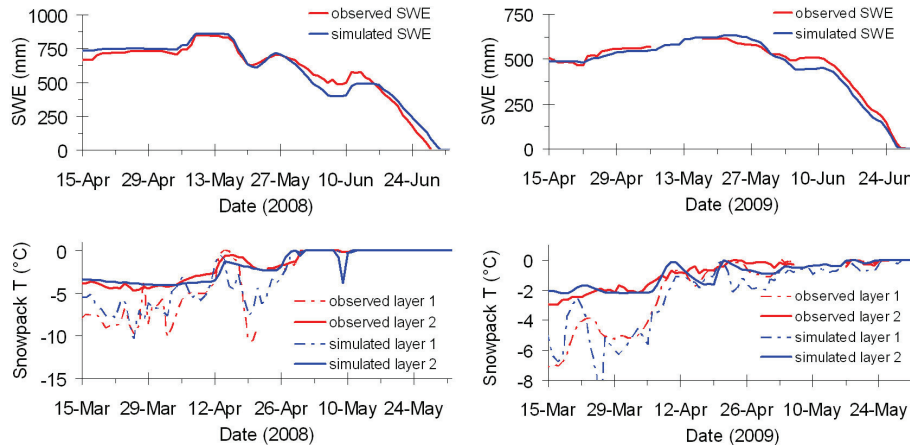 1000
750
500
250
0
SWE (mm)
observed SWE
simulated SWE
15-Apr 29-Apr 13-May 27-May 10-Jun 24-Jun
Date (2008)
750
500
250
0
SWE (mm)
observed SWE
simulated SWE
15-Apr 29-Apr 13-May 27-May 10-Jun 24-Jun
Date (2009)
0
-5
-10
-15
Snowpack T (°C)
observed layer 1
observed layer 2
simulated layer 1
simulated layer 2
15-Mar 29-Mar 12-Apr 26-Apr 10-May 24-May
Date (2008)
0
-2
-4
-6
-8
Snowpack T (°C)
observed layer 1
observed layer 2
simulated layer 1
simulated layer 2
15-Mar 29-Mar 12-Apr 26-Apr 10-May 24-May
Date (2009)